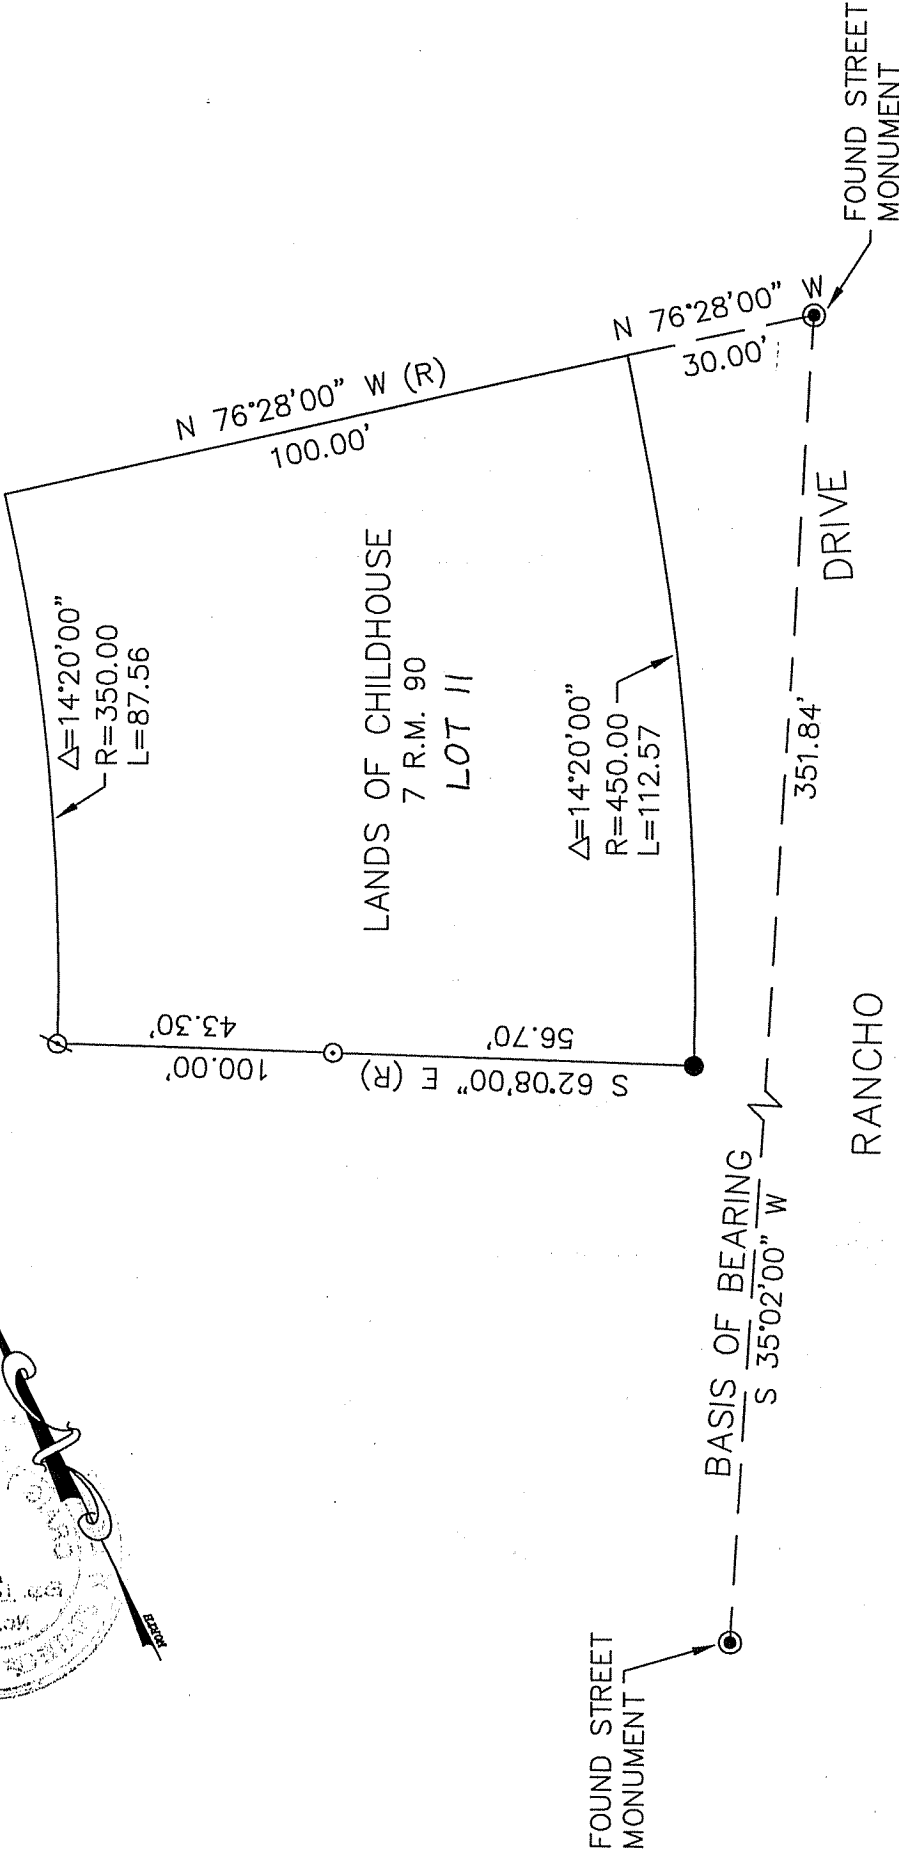 FOUND STREET
MONUMENT
N 76°28'00" W
30.00'
N 76°28'00" W (R)
100.00'
Δ=14°20'00"
R=350.00
L=87.56
LANDS OF CHILDHOUSE
7 R.M. 90
LOT 11
Δ=14°20'00"
R=450.00
L=112.57
43.30'
100.00'
56.70'
S 62°08'00" E (R)
351.84'
RANCHO DRIVE
BASIS OF BEARING
S 35°02'00" W
FOUND STREET
MONUMENT
NORTH
No.